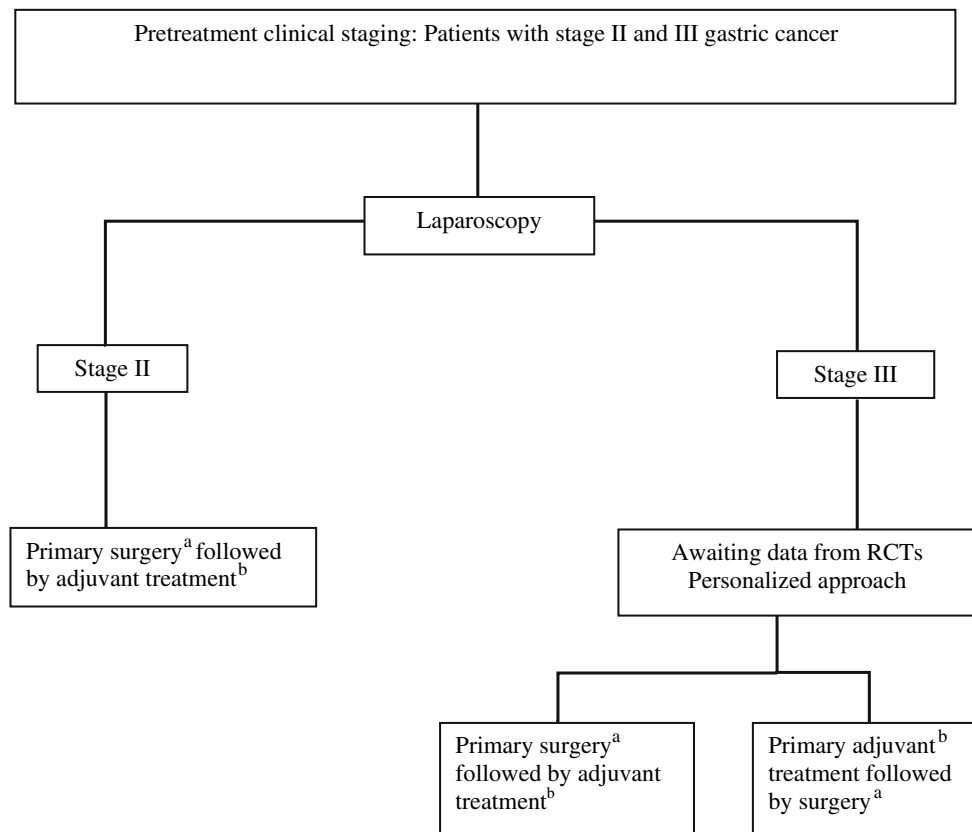 Pretreatment clinical staging: Patients with stage II and III gastric cancer
Laparoscopy
Stage II
Stage III
Primary surgery^a followed
by adjuvant treatment^b
Awaiting data from RCTs
Personalized approach
Primary surgery^a
followed by adjuvant
treatment^b
Primary adjuvant^b
treatment followed
by surgery^a